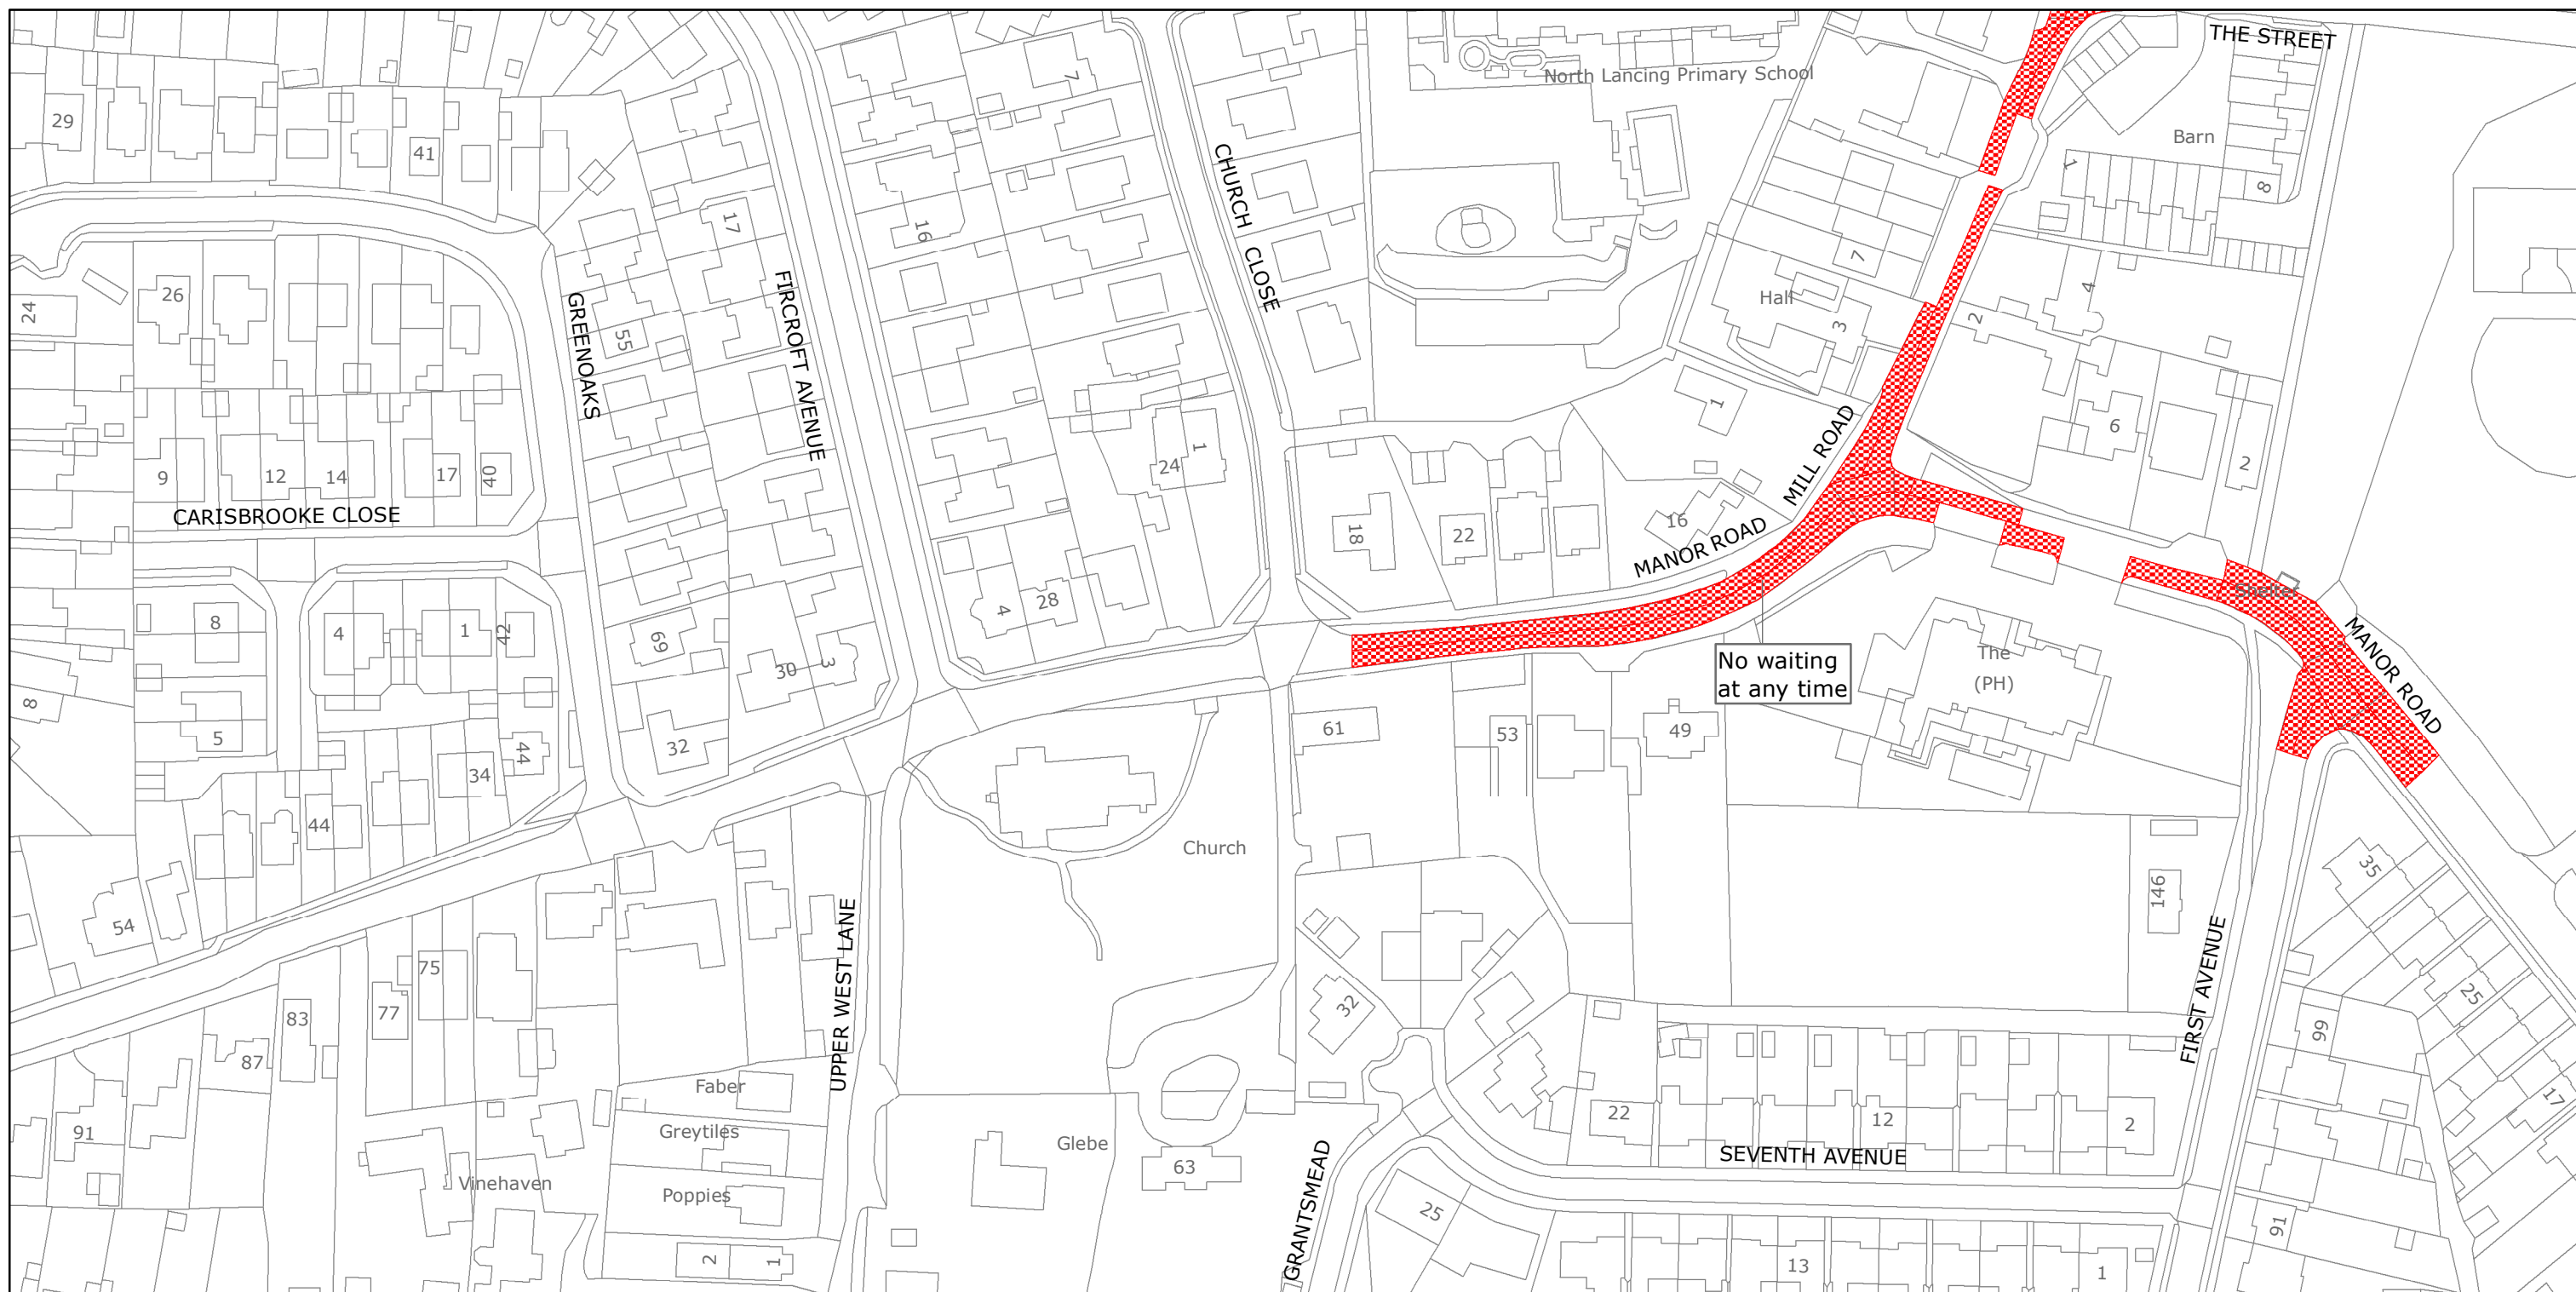 THE STREET
North Lancing Primary School
7
29
41
Barn
1
8
CHURCH CLOSE
17
16
7
4
Hall
3
2
26
24
GREENOAKS
55
FIRCROFT AVENUE
1
24
1
MILL ROAD
6
2
9
12
14
17
40
CARISBROOKE CLOSE
18
22
16
MANOR ROAD
Shelter
8
4
1
42
69
30
3
4
28
MANOR ROAD
No waiting
at any time
The
(PH)
8
5
44
34
32
61
53
49
44
54
Church
35
146
UPPER WEST LANE
FIRST AVENUE
75
77
83
87
91
32
25
99
17
Faber
Greytiles
Vinehaven
Poppies
Glebe
63
22
12
2
SEVENTH AVENUE
GRANTSMEAD
25
91
2
1
13
1